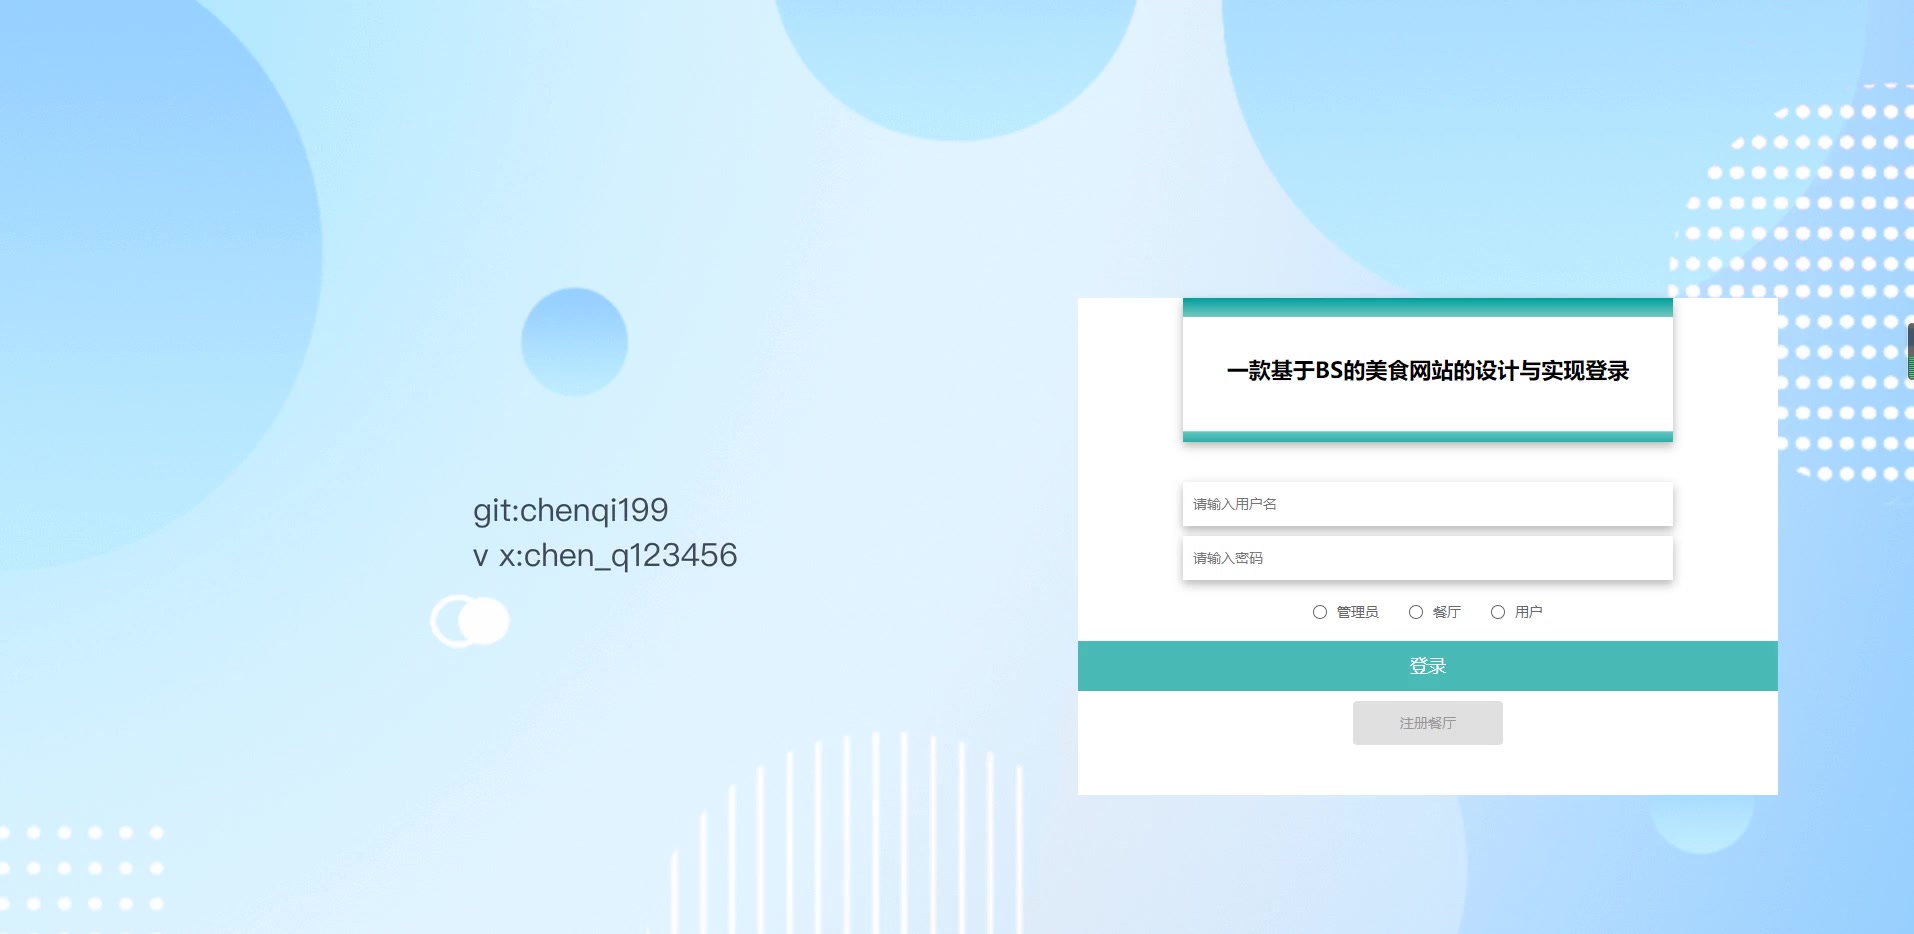 git:chenqi199
v x:chen_q123456
一款基于BS的美食网站的设计与实现登录
请输入用户名
请输入密码
管理员 餐厅 用户
登录
注册餐厅